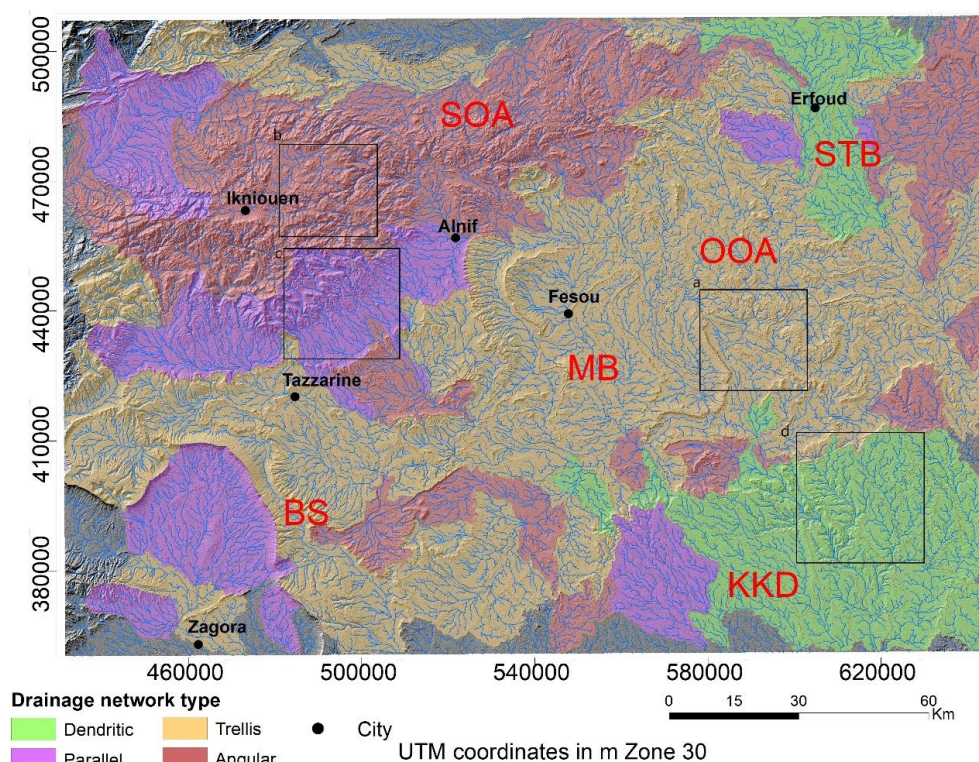 500000
470000
440000
410000
380000
Erfoud
SOA
STB
b
Ikniouen
Alnif
OOA
c
a
Fesou
MB
Tazzarine
d
BS
KKD
Zagora
460000 500000 540000 580000 620000
Drainage network type
Dendritic Trellis City
Parallel Angular
0 15 30 60
Km
UTM coordinates in m Zone 30